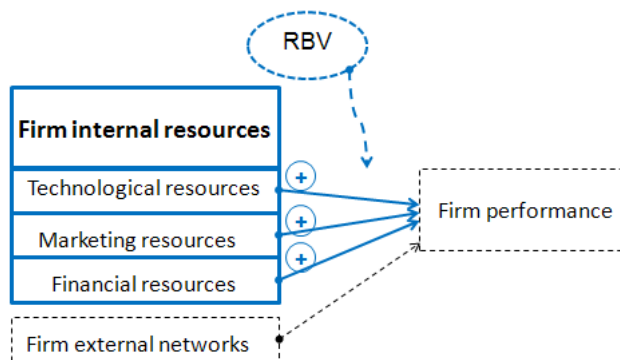 RBV
Firm internal resources
Technological resources
+
Marketing resources
+
Financial resources
+
Firm performance
Firm external networks